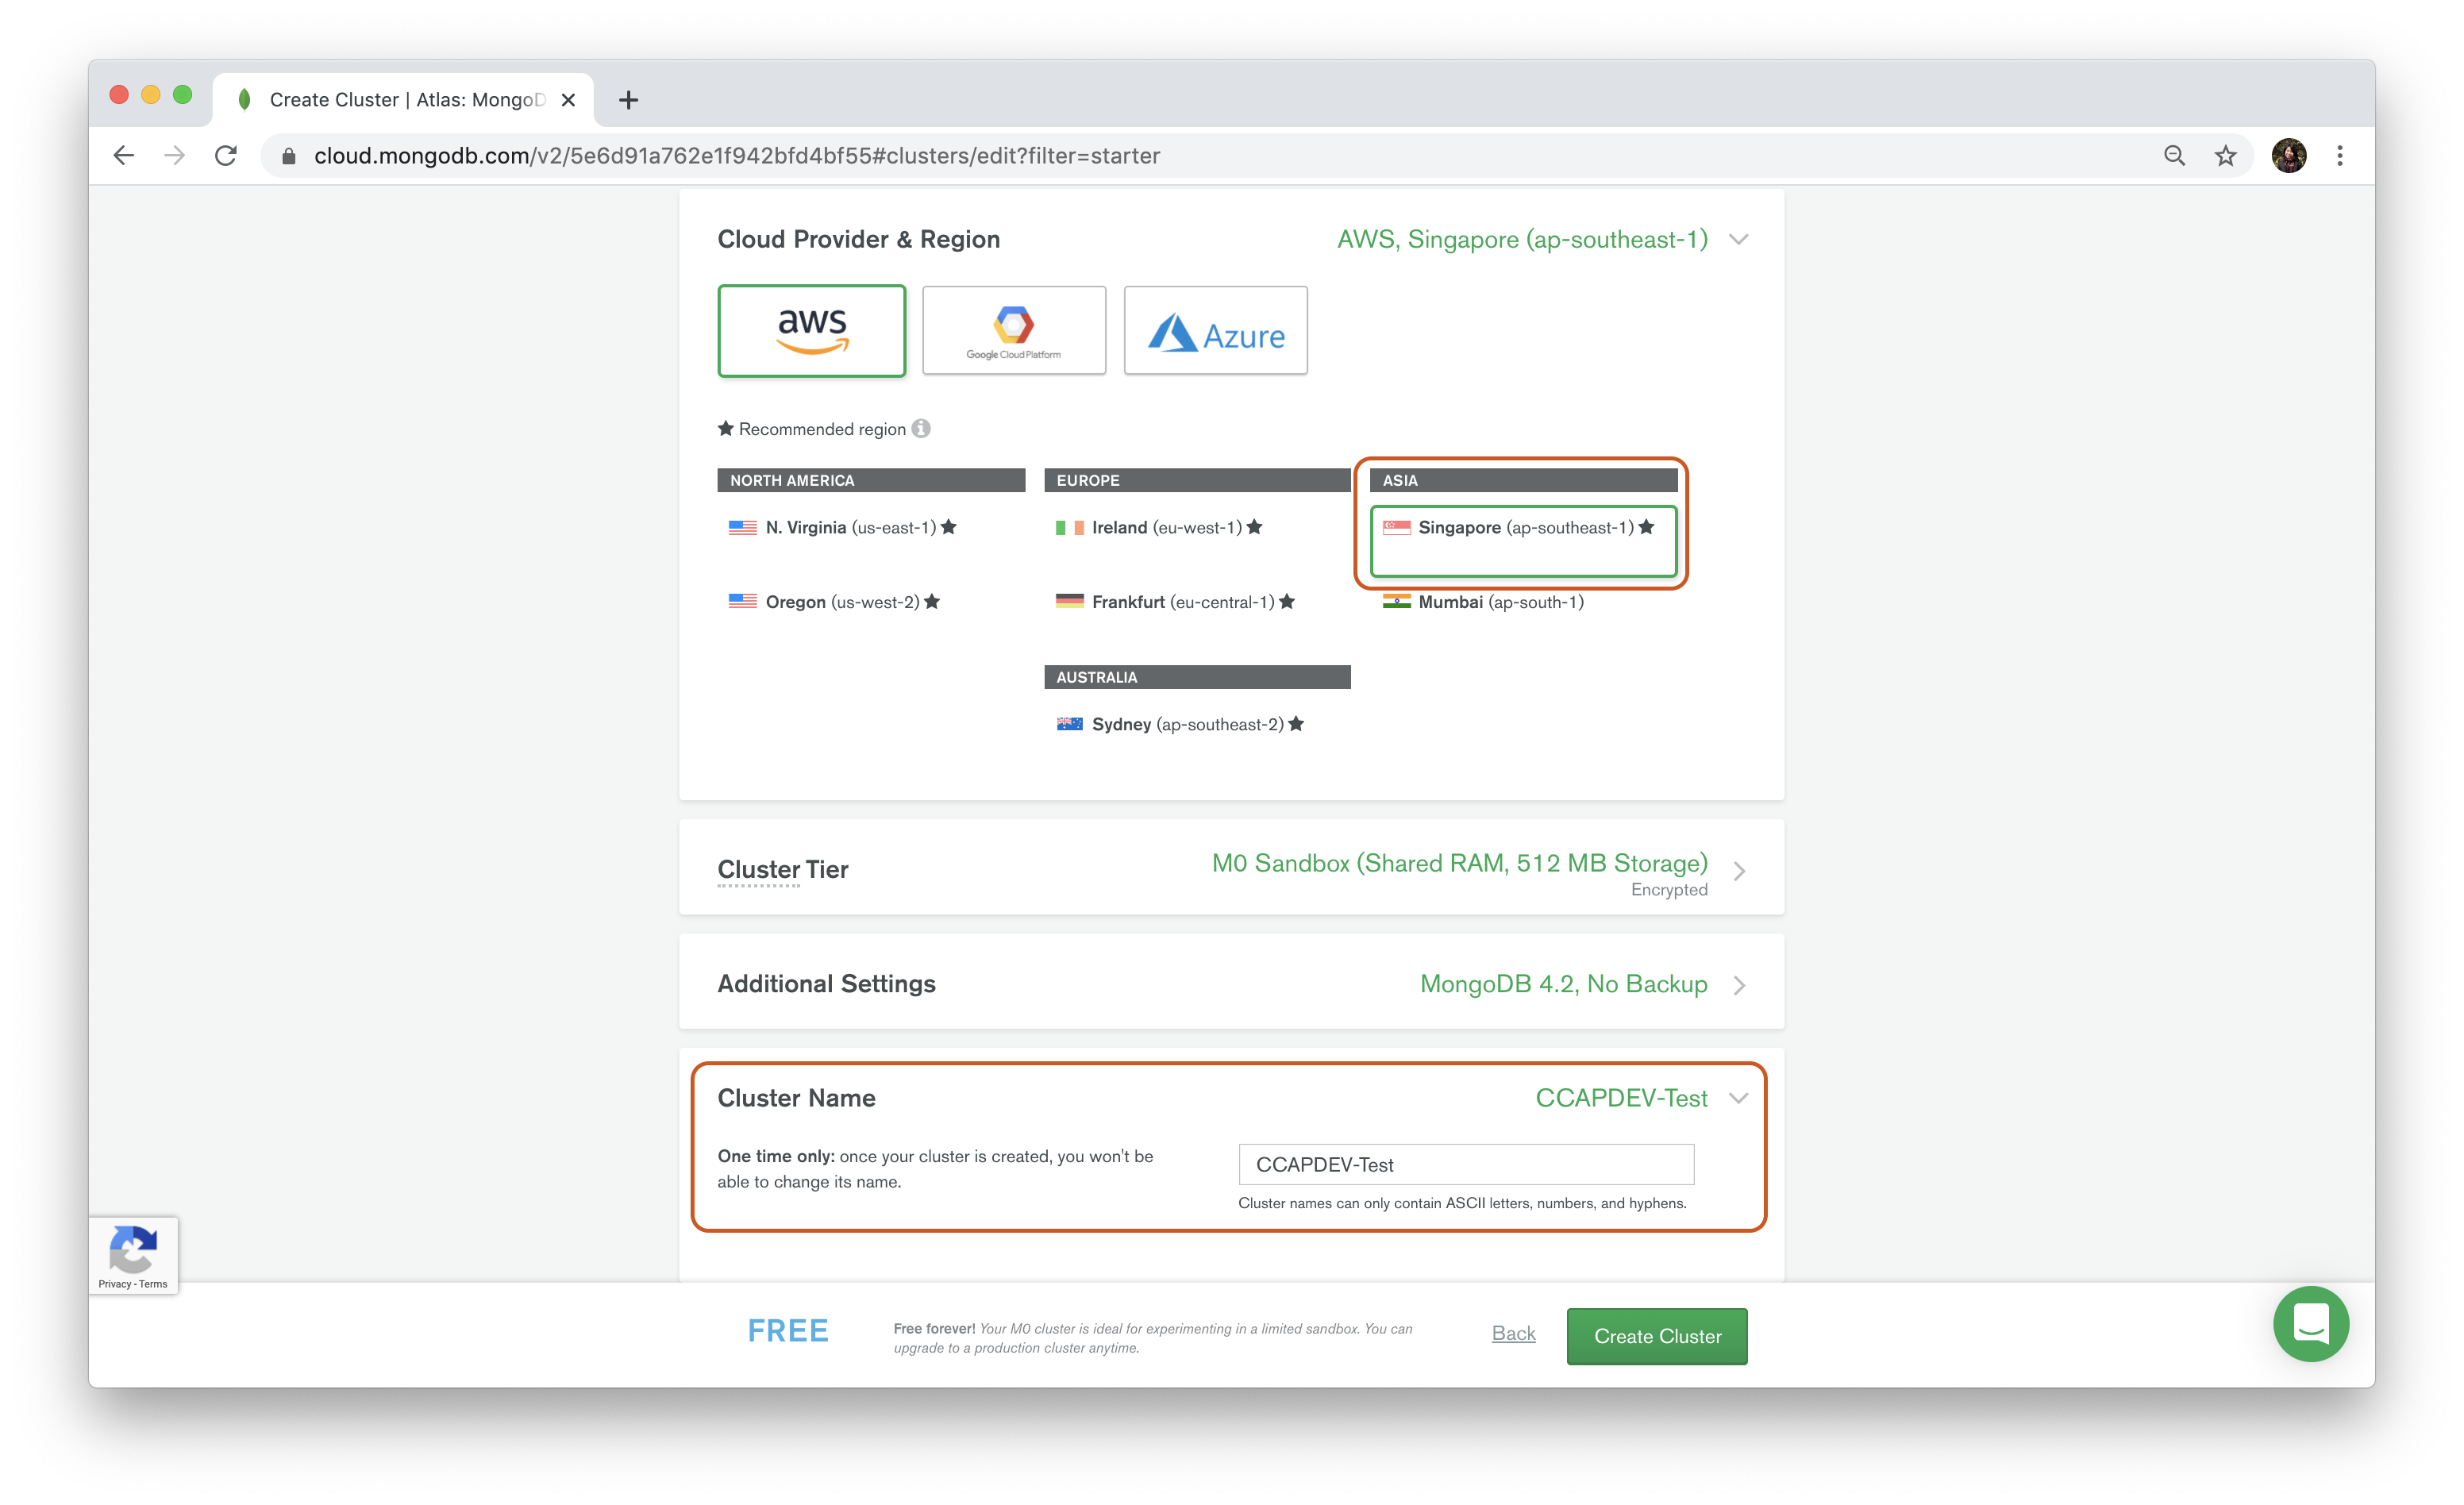 Create Cluster | Atlas: MongoD
cloud.mongodb.com/v2/5e6d91a762e1f942bfd4bf55#clusters/edit?filter=starter
Cloud Provider & Region
AWS, Singapore (ap-southeast-1)
aws
Google Cloud Platform
Azure
Recommended region
NORTH AMERICA
EUROPE
ASIA
N. Virginia (us-east-1)
Ireland (eu-west-1)
Singapore (ap-southeast-1)
Oregon (us-west-2)
Frankfurt (eu-central-1)
Mumbai (ap-south-1)
AUSTRALIA
Sydney (ap-southeast-2)
Cluster Tier
M0 Sandbox (Shared RAM, 512 MB Storage)
Encrypted
Additional Settings
MongoDB 4.2, No Backup
Cluster Name
CCAPDEV-Test
One time only: once your cluster is created, you won't be
able to change its name.
CCAPDEV-Test
Cluster names can only contain ASCII letters, numbers, and hyphens.
Privacy - Terms
FREE
Free forever! Your M0 cluster is ideal for experimenting in a limited sandbox. You can
upgrade to a production cluster anytime.
Back
Create Cluster